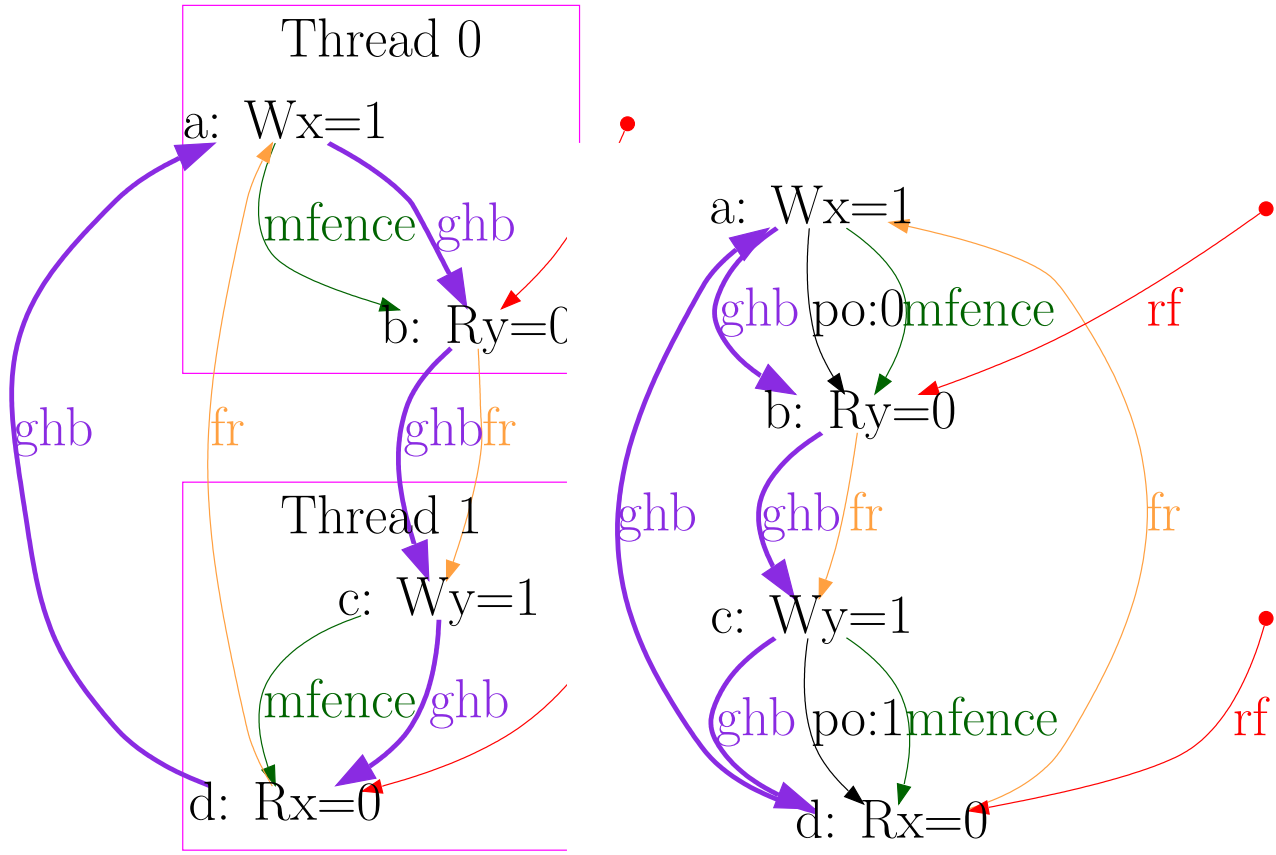 Thread 0
a: Wx=1
mfence
ghb
b: Ry=0
ghb
fr
ghb
fr
Thread 1
c: Wy=1
mfence
ghb
d: Rx=0
a: Wx=1
ghb
po:0
mfence
rf
b: Ry=0
ghb
ghb
fr
fr
c: Wy=1
ghb
po:1
mfence
rf
d: Rx=0